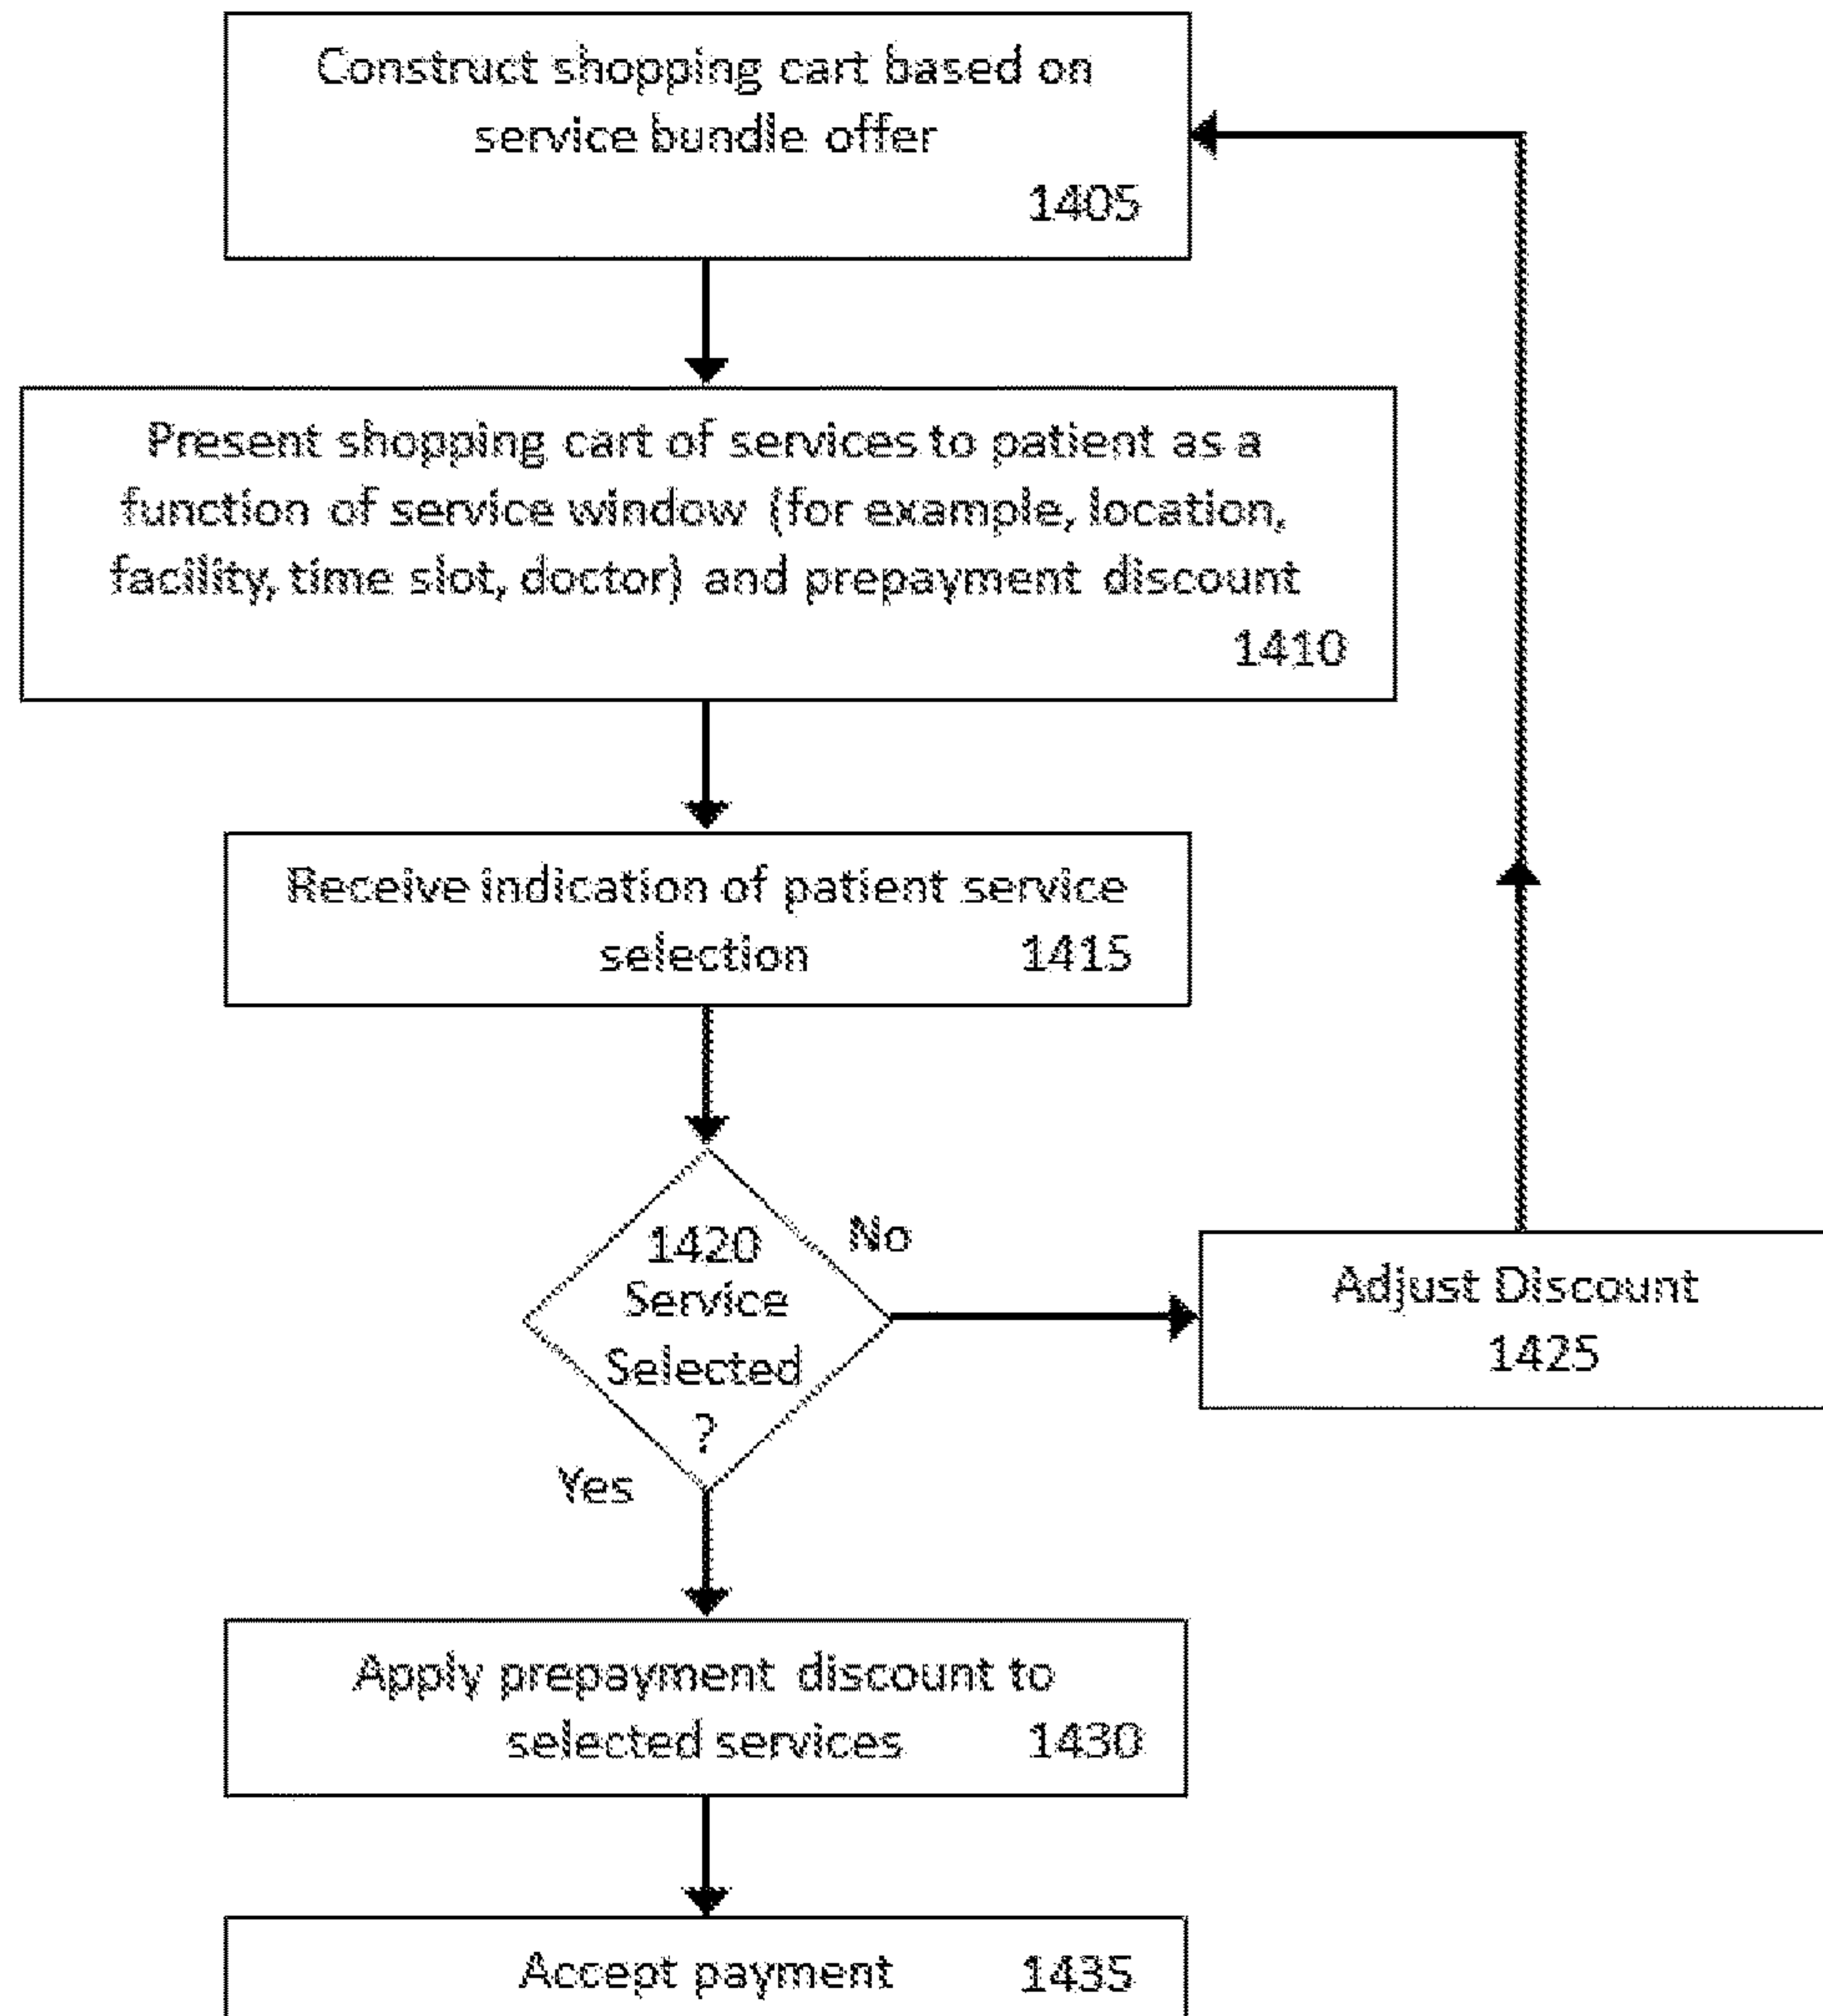 Construct shopping cart based on
service bundle offer
1405
Present shopping cart of services to patient as a
function of service window (for example, location,
facility, time slot, doctor) and prepayment discount
1410
Receive indication of patient service
selection 1415
1420
Service
Selected
?
No
Yes
Adjust Discount
1425
Apply prepayment discount to
selected services 1430
Accept payment 1435